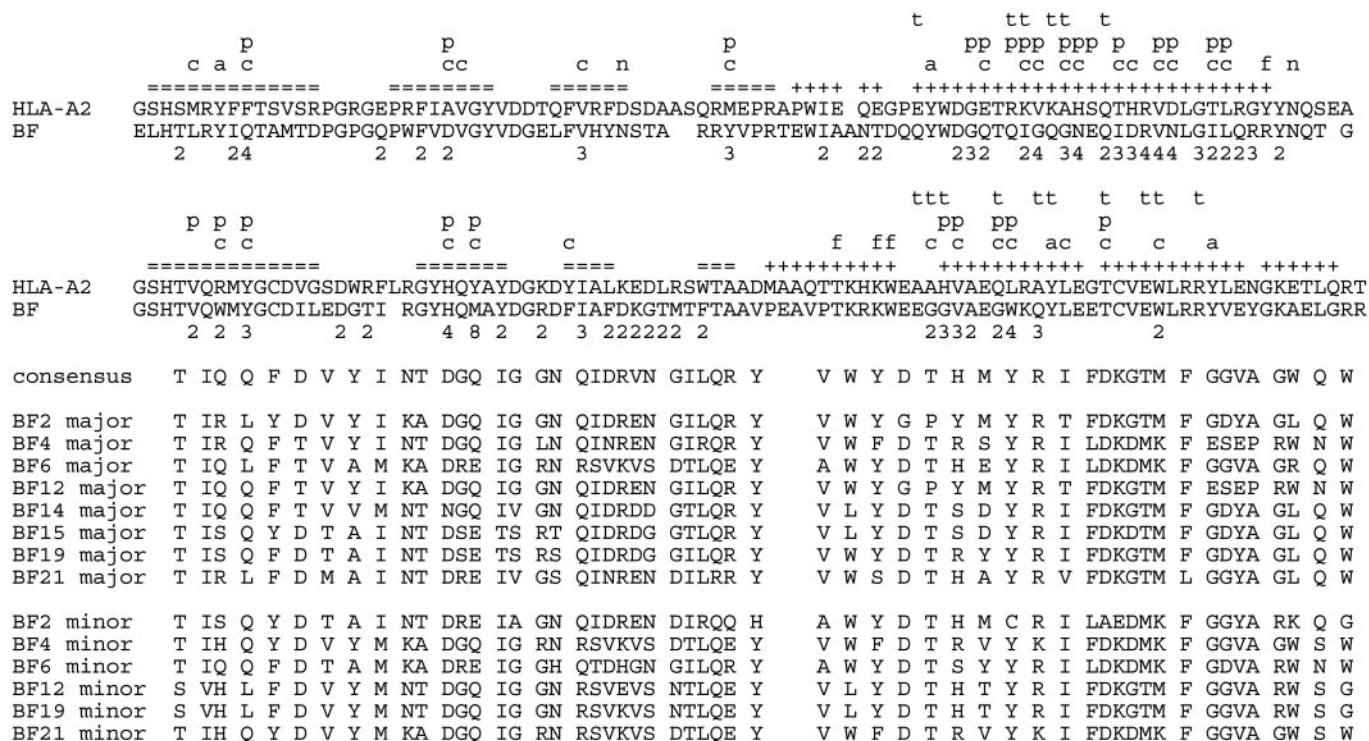 t tt tt t
p p p pp ppp ppp p pp pp
c a c cc c n c a c cc cc cc cc cc f n
============== ========= ====== ===== ++++ ++ +++++++++++++++++++++++++++++
HLA-A2 GSHSMRYFFTSVSRPGRGEPRFIAVGYVDDTQFVRFDSDAASQRMEPRAPWIE QEGPEYWDGETRKVKAHSQTHRVDLGTLRGYYNQSEA
BF ELHTLRYIQTAMTDPGPGQPWFVDVGYVDGELFVHYNSTA RRYVPRTEWIAANTDQQYWDGQTQIGQGNEQIDRVNLGILQRRYNQT G
2 24 2 2 2 3 3 2 22 232 24 34 233444 32223 2
ttt t tt t tt t
p p p p p pp pp p
c c c c c f ff c c cc ac c c a
============== ======== ==== === +++++++++++ ++++++++++++ ++++++++++++ +++++++
HLA-A2 GSHTVQRMYGCDVGSDWRFLRGYHQYAYDGKDYIALKEDLRSWTAADMAAQTTKHKWEAAHVAEQLRAYLEGTCVEWLRRYLENGKETLQRT
BF GSHTVQWMYGCDILEDGTI RGYHQMAYDGRDFIAFDKGTMTFTAAVPEAVPTKRKWEEGGVAEGWKQYLEETCVEWLRRYVEYGKAELGRR
2 2 3 2 2 4 8 2 2 3 222222 2 2332 24 3 2
consensus T IQ Q F D V Y I NT DGQ IG GN QIDRVN GILQR Y V W Y D T H M Y R I FDKGTM F GGVA GW Q W
BF2 major T IR L Y D V Y I KA DGQ IG GN QIDREN GILQR Y V W Y G P Y M Y R T FDKGTM F GDYA GL Q W
BF4 major T IR Q F T V Y I NT DGQ IG LN QINREN GIRQR Y V W F D T R S Y R I LDKDMK F ESEP RW N W
BF6 major T IQ L F T V A M KA DRE IG RN RSVKVS DTLQE Y A W Y D T H E Y R I LDKDMK F GGVA GR Q W
BF12 major T IQ Q F T V Y I KA DGQ IG GN QIDREN GILQR Y V W Y G P Y M Y R T FDKGTM F ESEP RW N W
BF14 major T IQ Q F T V V M NT NGQ IV GN QIDRDD GTLQR Y V L Y D T S D Y R I FDKGTM F GGYA GL Q W
BF15 major T IS Q Y D T A I NT DSE TS RT QIDRDG GTLQR Y V L Y D T S D Y R I FDKDTM F GGYA GL Q W
BF19 major T IS Q F D T A I NT DSE TS RS QIDRDG GILQR Y V W Y D T R Y Y R I FDKGTM F GGYA GL Q W
BF21 major T IR L F D M A I NT DRE IV GS QINREN DILRR Y V W S D T H A Y R V FDKGTM L GGYA GL Q W
BF2 minor T IS Q Y D T A I NT DRE IA GN QIDREN DIRQQ H A W Y D T H M C R I LAEDMK F GGYA RK Q G
BF4 minor T IH Q Y D V Y M KA DGQ IG RN RSVKVS DTLQE Y V W F D T R V Y K I FDKDMK F GGVA GW S W
BF6 minor T IQ Q F D T A M KA DRE IG GH QTDHGN GILQR Y A W Y D T S Y Y R I LDKDMK F GDVA RW N W
BF12 minor S VH L F D V Y M NT DGQ IG GN RSVEVS NTLQE Y V L Y D T H T Y R I FDKGTM F GGVA RW S G
BF19 minor S VH L F D V Y M NT DGQ IG GN RSVKVS NTLQE Y V L Y D T H T Y R I FDKGTM F GGVA RW S G
BF21 minor T IH Q Y D V Y M KA DGQ IG RN RSVKVS DTLQE Y V W F D T R V Y K I FDKDMK F GGVA GW S W